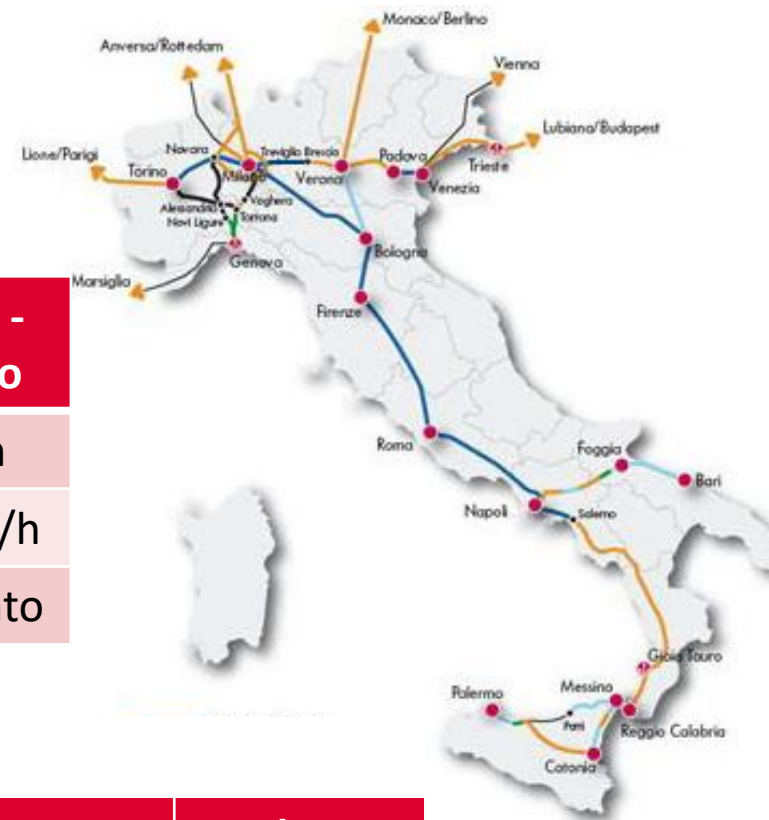 Monaco/Berlino
Anversa/Rottedam
Vienna
Lubiana/Budapest
Novara
Treviglio
Brescia
Padova
Lione/Parigi
Torino
Milano
Verona
Trieste
Venezia
Alessandria
Voghera
Novi Ligure
Tortona
Bologna
Genova
Marsiglia
Firenze
-
o
/h
to
Roma
Foggia
Bari
Napoli
Salerno
Gioia Tauro
Palermo
Messina
Patti
Reggio Calabria
Catania